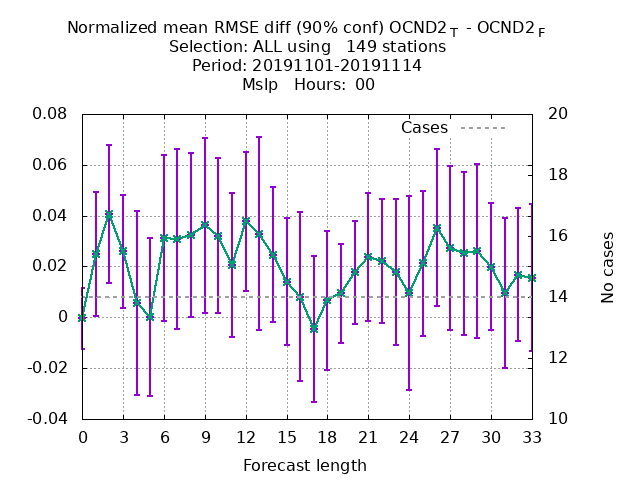 Normalized mean RMSE diff (90% conf) OCND2 T - OCND2 F
Selection: ALL using 149 stations
Period: 20191101-20191114
Mslp Hours: 00
Cases
0.08
0.06
0.04
0.02
0
-0.02
-0.04
20
18
16
14
12
10
No cases
0 3 6 9 12 15 18 21 24 27 30 33
Forecast length